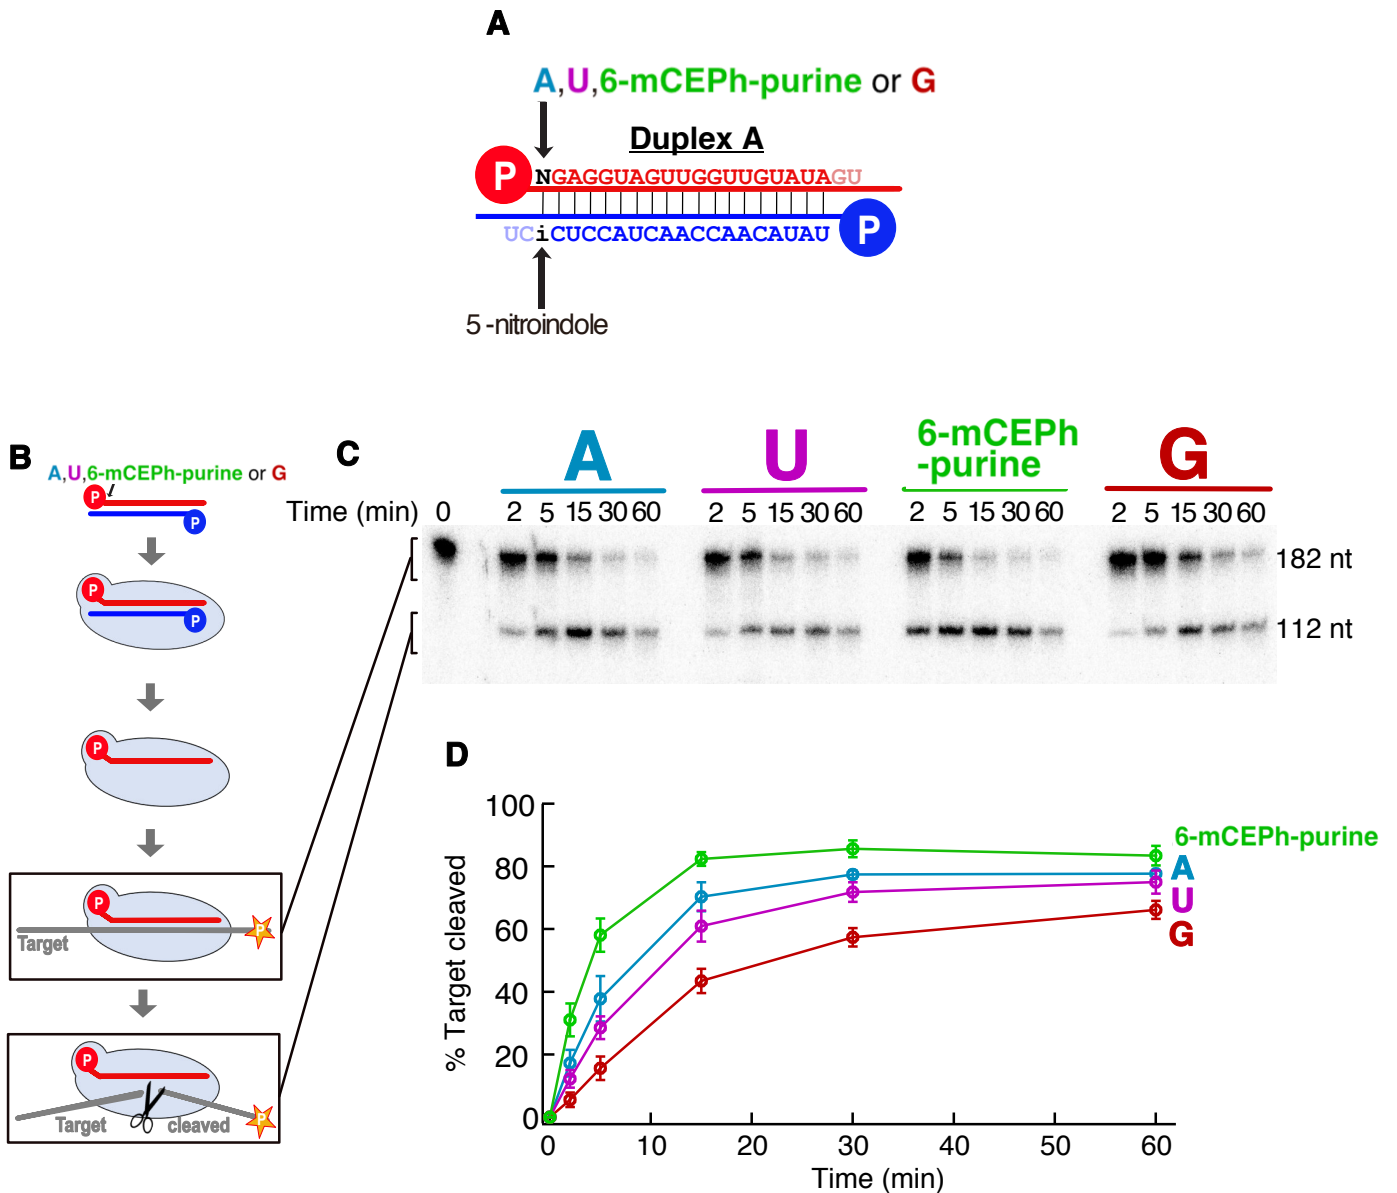 A
A,U,6-mCEPh-purine or G
Duplex A
P NGAGGUAGUUGGUUGUAUAGU
UCiCUCCAUCAACCAACAUAU P
5-nitroindole
B
A,U,6-mCEPh-purine or G
P
P
P
P
P
P
Target
P
P
Target cleaved
P
C
A U 6-mCEPh
-purine G
Time (min) 0 2 5 15 30 60 2 5 15 30 60 2 5 15 30 60 2 5 15 30 60
182 nt
112 nt
D
% Target cleaved
100
80
60
40
20
0
0 10 20 30 40 50 60
Time (min)
6-mCEPh-purine
A
U
G